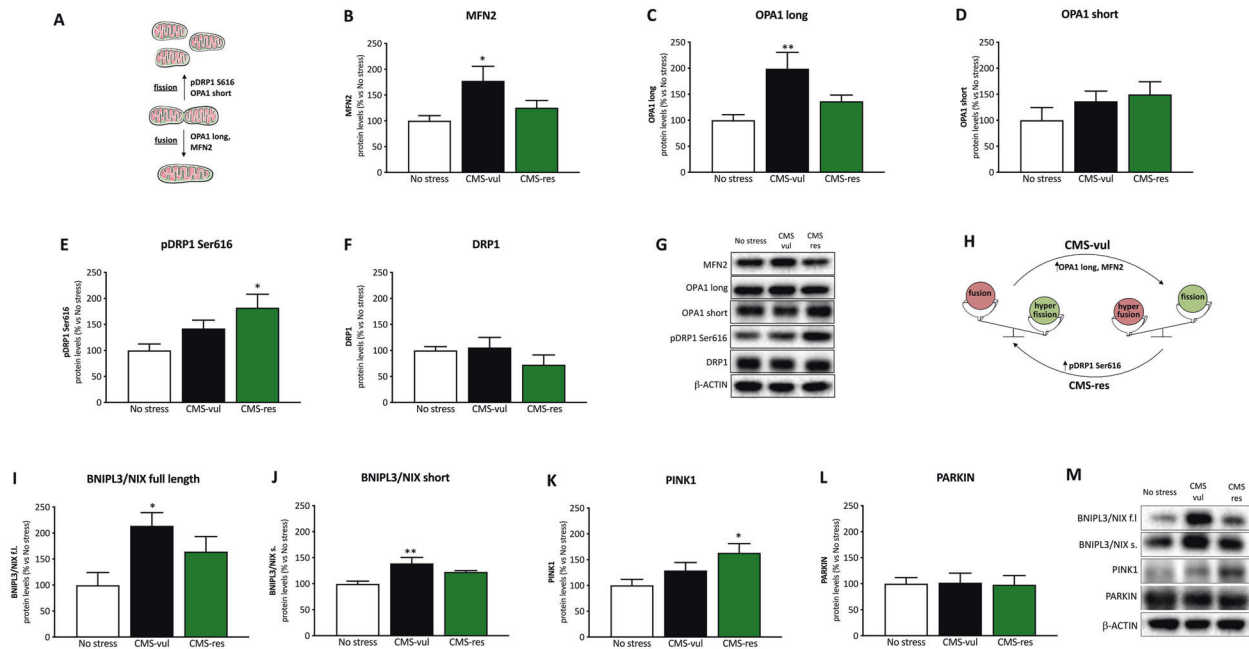 A
fission
pDRP1 S616
OPA1 short
fusion
OPA1 long,
MFN2
B
MFN2
MFN2
protein levels (% vs No stress)
250
200
150
100
50
0
*
No stress
CMS-vul
CMS-res
C
OPA1 long
OPA1 long
protein levels (% vs No stress)
250
200
150
100
50
0
**
No stress
CMS-vul
CMS-res
D
OPA1 short
OPA1 short
protein levels (% vs No stress)
250
200
150
100
50
0
No stress
CMS-vul
CMS-res
E
pDRP1 Ser616
pDRP1 Ser616
protein levels (% vs No stress)
250
200
150
100
50
0
*
No stress
CMS-vul
CMS-res
F
DRP1
DRP1
protein levels (% vs No stress)
250
200
150
100
50
0
No stress
CMS-vul
CMS-res
G
No stress
CMS
vul
CMS
res
MFN2
OPA1 long
OPA1 short
pDRP1 Ser616
DRP1
β-ACTIN
H
CMS-vul
OPA1 long, MFN2
fusion
hyper
fission
hyper
fusion
fission
pDRP1 Ser616
CMS-res
I
BNIPL3/NIX full length
BNIPL3/NIX f.l.
protein levels (% vs No stress)
250
200
150
100
50
0
*
No stress
CMS-vul
CMS-res
J
BNIPL3/NIX short
BNIPL3/NIX s.
protein levels (% vs No stress)
250
200
150
100
50
0
**
No stress
CMS-vul
CMS-res
K
PINK1
PINK1
protein levels (% vs No stress)
250
200
150
100
50
0
*
No stress
CMS-vul
CMS-res
L
PARKIN
PARKIN
protein levels (% vs No stress)
250
200
150
100
50
0
No stress
CMS-vul
CMS-res
M
No stress
CMS
vul
CMS
res
BNIPL3/NIX f.l
BNIPL3/NIX s.
PINK1
PARKIN
β-ACTIN